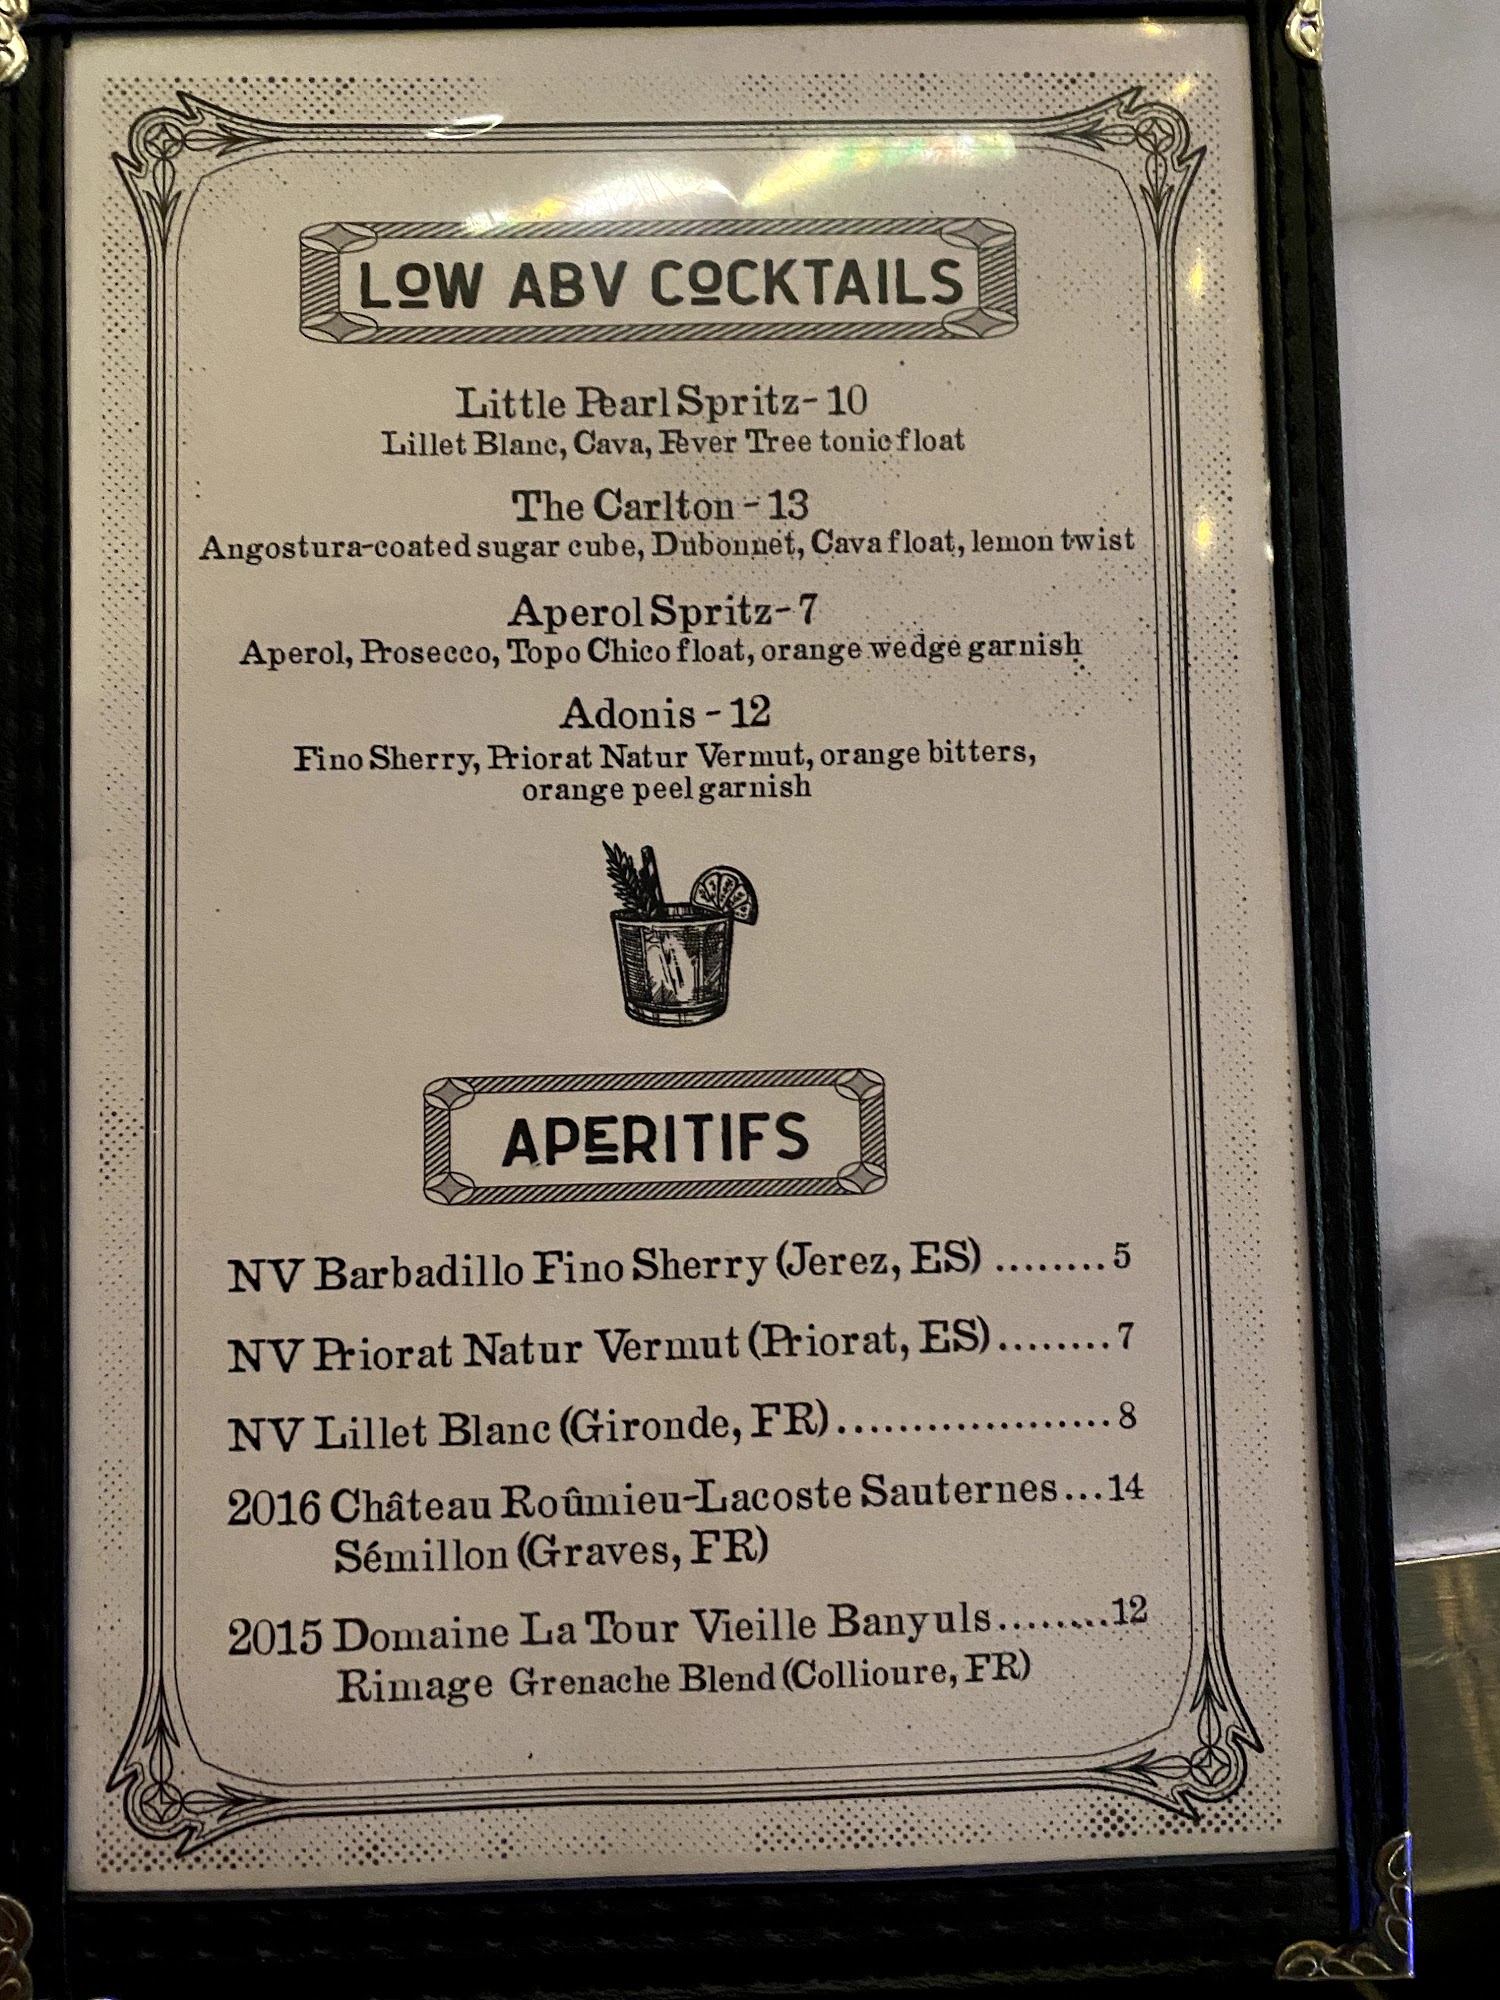 LOW ABV COCKTAILS
Little Pearl Spritz- 10
Lillet Blanc, Cava, Fever Tree tonic float
The Carlton - 13
Angostura-coated sugar cube, Dubonnet, Cava float, lemon twist
Aperol Spritz- 7
Aperol, Prosecco, Topo Chico float, orange wedge garnish
Adonis - 12
Fino Sherry, Priorat Natur Vermut, orange bitters,
orange peel garnish
APERITIFS
NV Barbadillo Fino Sherry (Jerez, ES) ........5
NV Priorat Natur Vermut (Priorat, ES)........7
NV Lillet Blanc (Gironde, FR)...................8
2016 Château Roûmieu-Lacoste Sauternes...14
Sémillon (Graves, FR)
2015 Domaine La Tour Vieille Banyuls........12
Rimage Grenache Blend (Collioure, FR)